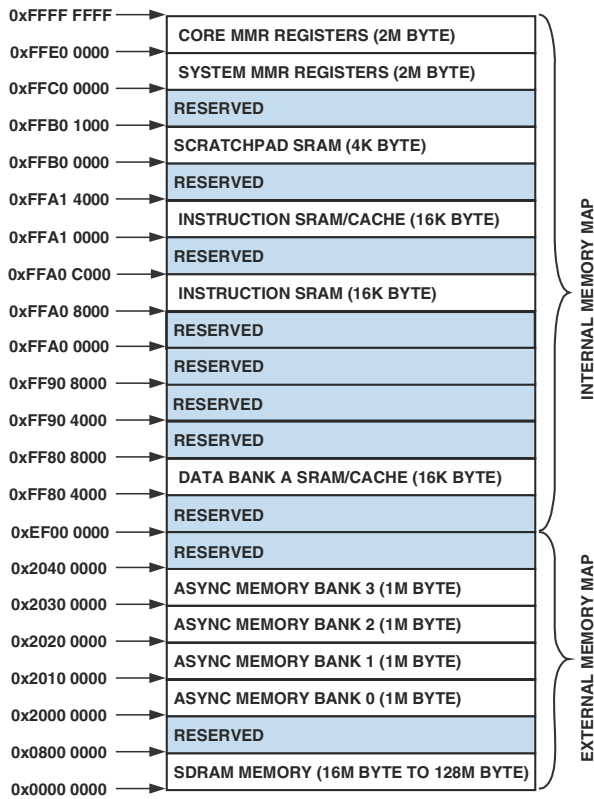 0xFFFF FFFF
CORE MMR REGISTERS (2M BYTE)
0xFFE0 0000
SYSTEM MMR REGISTERS (2M BYTE)
0xFFC0 0000
RESERVED
0xFFB0 1000
SCRATCHPAD SRAM (4K BYTE)
0xFFB0 0000
RESERVED
0xFFA1 4000
INSTRUCTION SRAM/CACHE (16K BYTE)
0xFFA1 0000
RESERVED
0xFFA0 C000
INSTRUCTION SRAM (16K BYTE)
0xFFA0 8000
RESERVED
0xFFA0 0000
RESERVED
0xFF90 8000
RESERVED
0xFF90 4000
RESERVED
0xFF80 8000
DATA BANK A SRAM/CACHE (16K BYTE)
0xFF80 4000
RESERVED
0xEF00 0000
RESERVED
0x2040 0000
ASYNC MEMORY BANK 3 (1M BYTE)
0x2030 0000
ASYNC MEMORY BANK 2 (1M BYTE)
0x2020 0000
ASYNC MEMORY BANK 1 (1M BYTE)
0x2010 0000
ASYNC MEMORY BANK 0 (1M BYTE)
0x2000 0000
RESERVED
0x0800 0000
SDRAM MEMORY (16M BYTE TO 128M BYTE)
0x0000 0000
INTERNAL MEMORY MAP
EXTERNAL MEMORY MAP